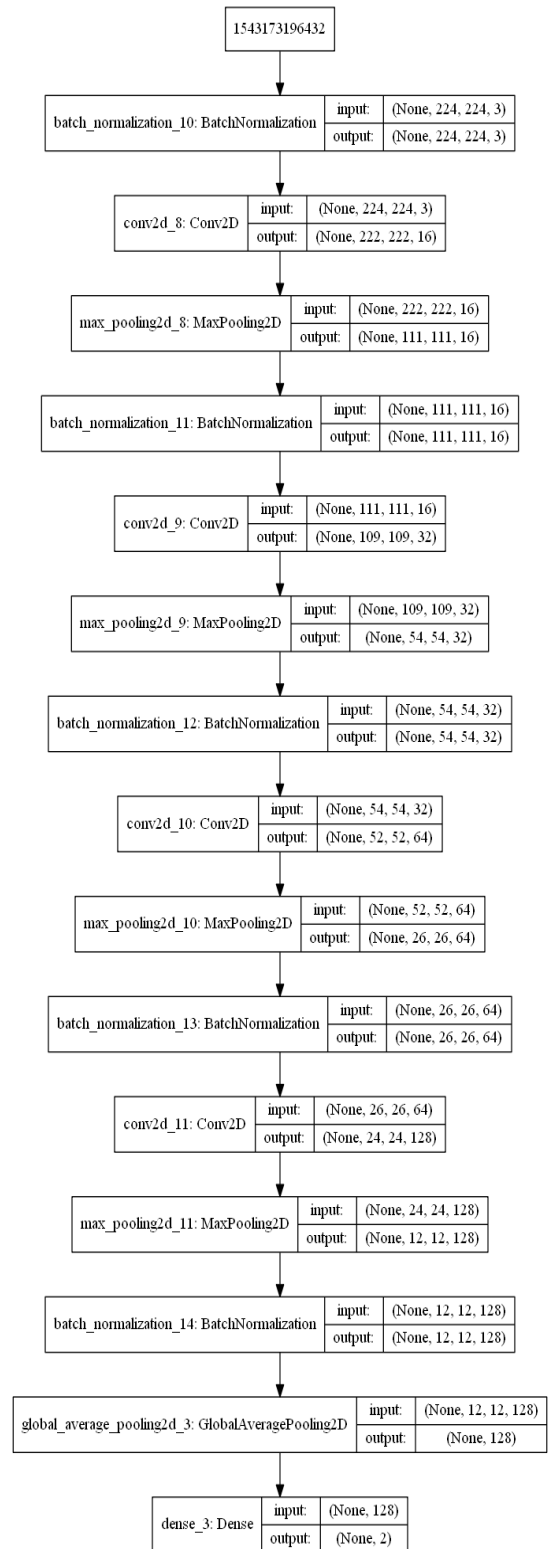 1543173196432
batch_normalization_10: BatchNormalization
input: (None, 224, 224, 3)
output: (None, 224, 224, 3)
conv2d_8: Conv2D
input: (None, 224, 224, 3)
output: (None, 222, 222, 16)
max_pooling2d_8: MaxPooling2D
input: (None, 222, 222, 16)
output: (None, 111, 111, 16)
batch_normalization_11: BatchNormalization
input: (None, 111, 111, 16)
output: (None, 111, 111, 16)
conv2d_9: Conv2D
input: (None, 111, 111, 16)
output: (None, 109, 109, 32)
max_pooling2d_9: MaxPooling2D
input: (None, 109, 109, 32)
output: (None, 54, 54, 32)
batch_normalization_12: BatchNormalization
input: (None, 54, 54, 32)
output: (None, 54, 54, 32)
conv2d_10: Conv2D
input: (None, 54, 54, 32)
output: (None, 52, 52, 64)
max_pooling2d_10: MaxPooling2D
input: (None, 52, 52, 64)
output: (None, 26, 26, 64)
batch_normalization_13: BatchNormalization
input: (None, 26, 26, 64)
output: (None, 26, 26, 64)
conv2d_11: Conv2D
input: (None, 26, 26, 64)
output: (None, 24, 24, 128)
max_pooling2d_11: MaxPooling2D
input: (None, 24, 24, 128)
output: (None, 12, 12, 128)
batch_normalization_14: BatchNormalization
input: (None, 12, 12, 128)
output: (None, 12, 12, 128)
global_average_pooling2d_3: GlobalAveragePooling2D
input: (None, 12, 12, 128)
output: (None, 128)
dense_3: Dense
input: (None, 128)
output: (None, 2)